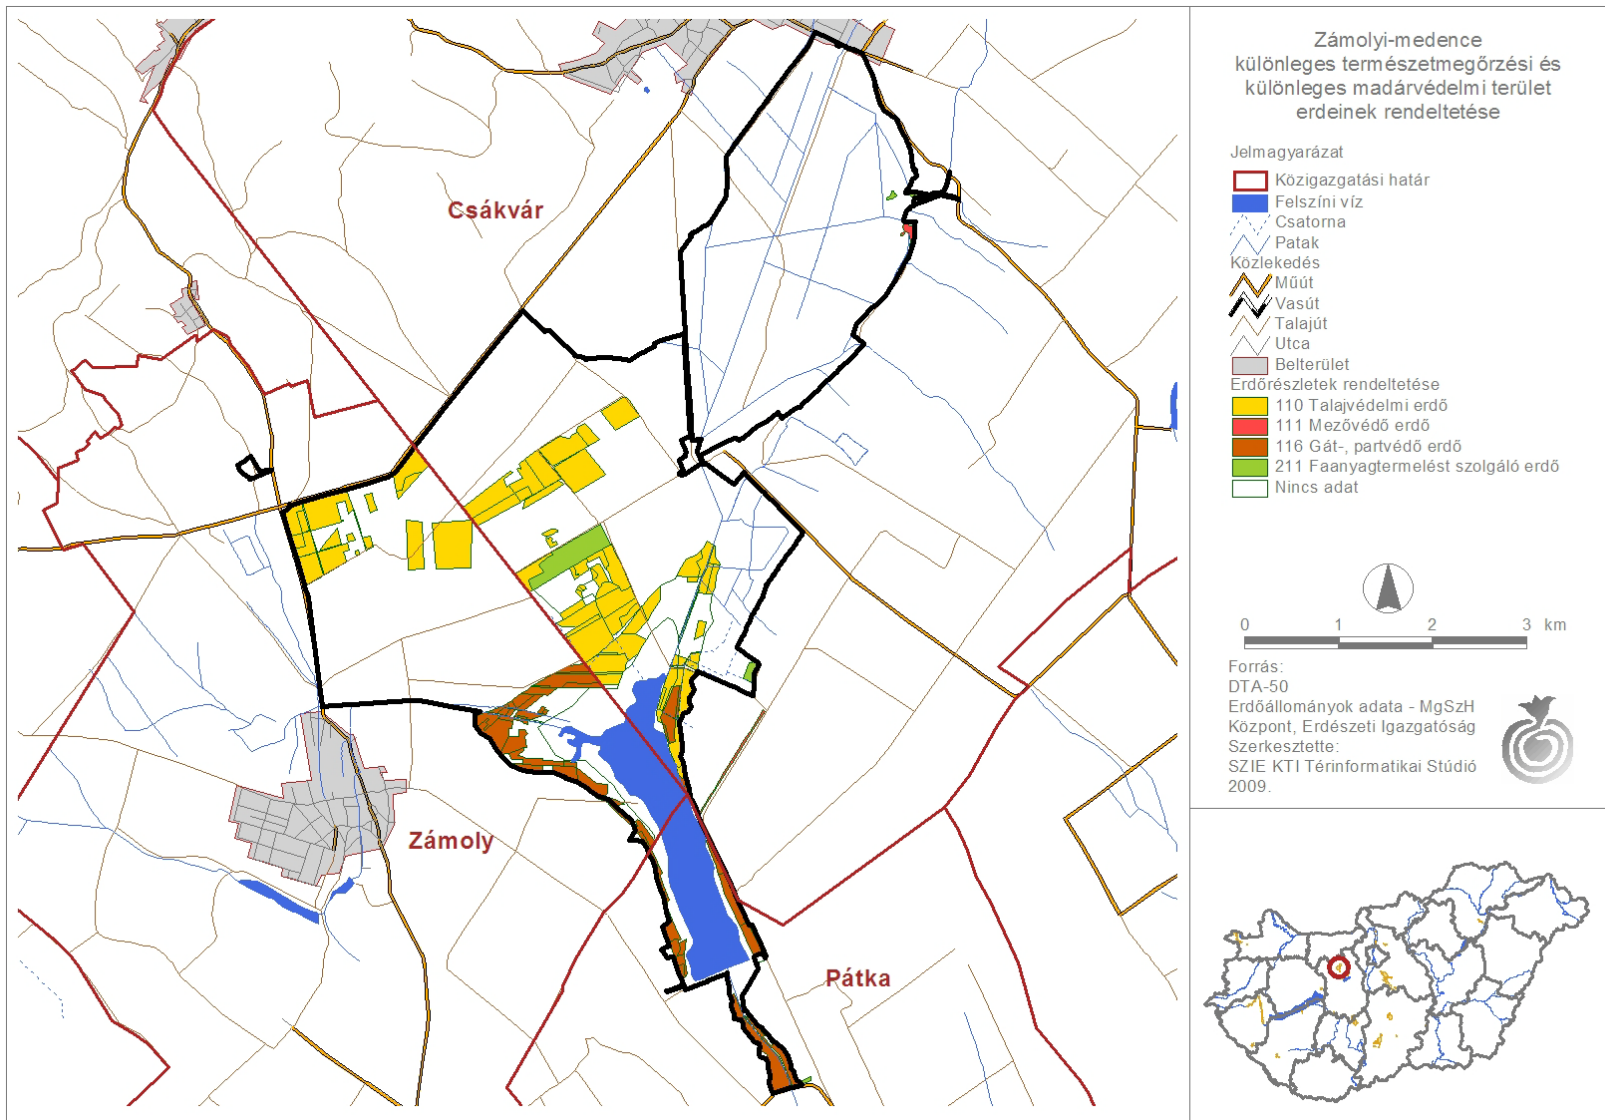 Zámolyi-medence
különleges természetmegőrzési és
különleges madárvédelmi terület
erdeinek rendeltetése
Jelmagyarázat
Közigazgatási határ
Felszíni víz
Csatorna
Patak
Közlekedés
Műút
Vasút
Talajút
Utca
Belterület
Erdőrészletek rendeltetése
110 Talajvédelmi erdő
111 Mezővédő erdő
116 Gát-, partvédő erdő
211 Faanyagtermelést szolgáló erdő
Nincs adat
0 1 2 3 km
Forrás:
DTA-50
Erdőállományok adata - MgSzH
Központ, Erdészeti Igazgatóság
Szerkesztette:
SZIE KTI Térinformatikai Stúdió
2009.
Csákvár
Zámoly
Pátka